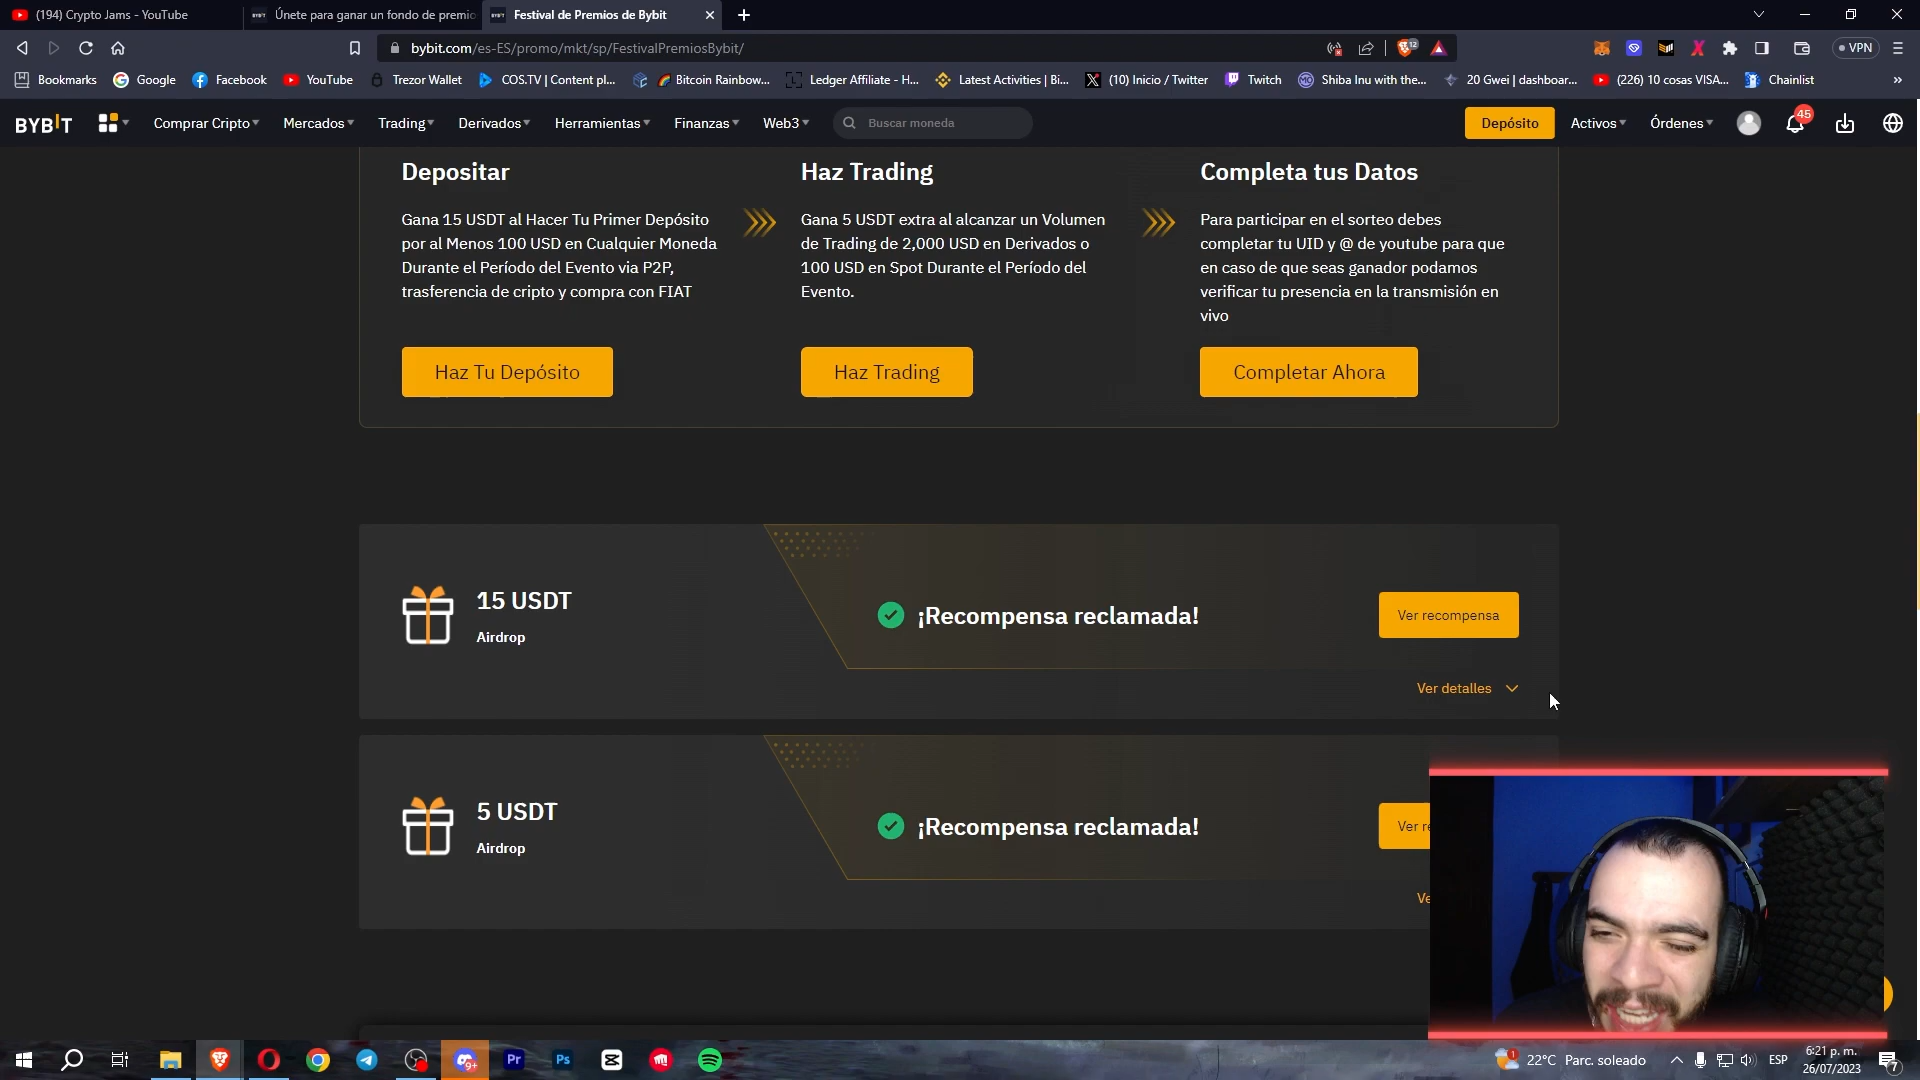 (194) Crypto Jams - YouTube
Únete para ganar un fondo de premio
Festival de Premios de Bybit
bybit.com/es-ES/promo/mkt/sp/FestivalPremiosBybit/
12
VPN
Bookmarks
Google
Facebook
YouTube
Trezor Wallet
COS.TV | Content pl...
Bitcoin Rainbow...
Ledger Affiliate - H...
Latest Activities | Bi...
(10) Inicio / Twitter
Twitch
Shiba Inu with the...
20 Gwei | dashboar...
(226) 10 cosas VISA...
Chainlist
BYBIT
Comprar Cripto
Mercados
Trading
Derivados
Herramientas
Finanzas
Web3
Buscar moneda
Depósito
Activos
Órdenes
45
Depositar
Gana 15 USDT al Hacer Tu Primer Depósito
por al Menos 100 USD en Cualquier Moneda
Durante el Período del Evento via P2P,
trasferencia de cripto y compra con FIAT
Haz Tu Depósito
Haz Trading
Gana 5 USDT extra al alcanzar un Volumen
de Trading de 2,000 USD en Derivados o
100 USD en Spot Durante el Período del
Evento.
Haz Trading
Completa tus Datos
Para participar en el sorteo debes
completar tu UID y @ de youtube para que
en caso de que seas ganador podamos
verificar tu presencia en la transmisión en
vivo
Completar Ahora
15 USDT
Airdrop
¡Recompensa reclamada!
Ver recompensa
Ver detalles
5 USDT
Airdrop
¡Recompensa reclamada!
Ver re
Ve
9+
Pr
Ps
1
22°C Parc. soleado
ESP
6:21 p. m.
26/07/2023
7